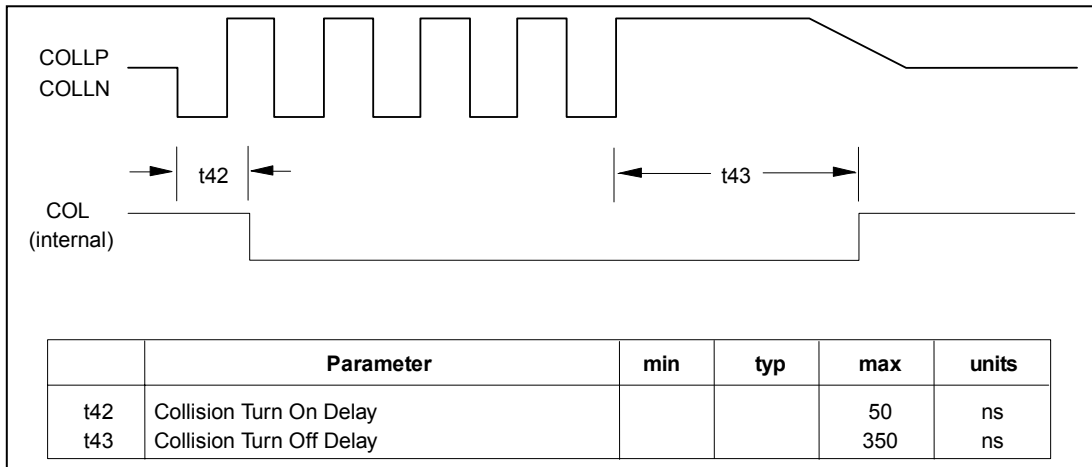 COLLP
COLLN
t42
t43
COL
(internal)
Parameter min typ max units
t42 Collision Turn On Delay 50 ns
t43 Collision Turn Off Delay 350 ns